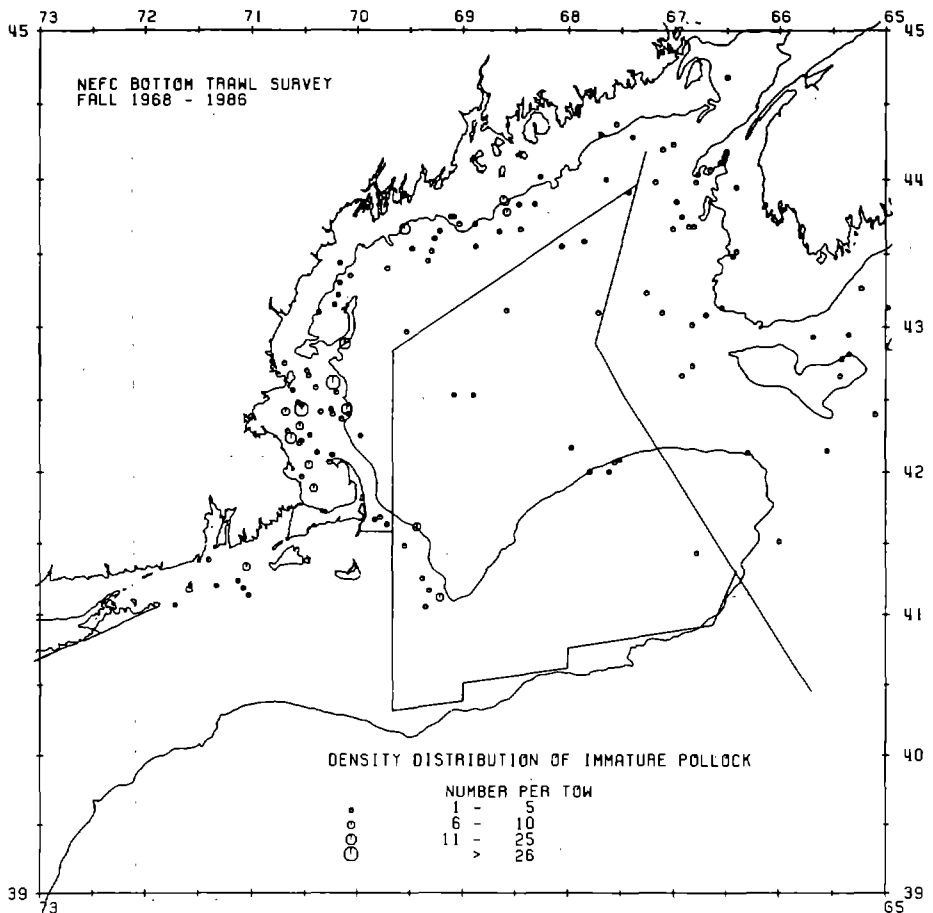 73 72 71 70 69 68 67 66 65
45 45
NEFC BOTTOM TRAWL SURVEY
FALL 1968 - 1986
44 44
43 43
42 42
41 41
40 40
DENSITY DISTRIBUTION OF IMMATURE POLLOCK
NUMBER PER TOW
1 - 5
6 - 10
11 - 25
> 26
39 39
73 65